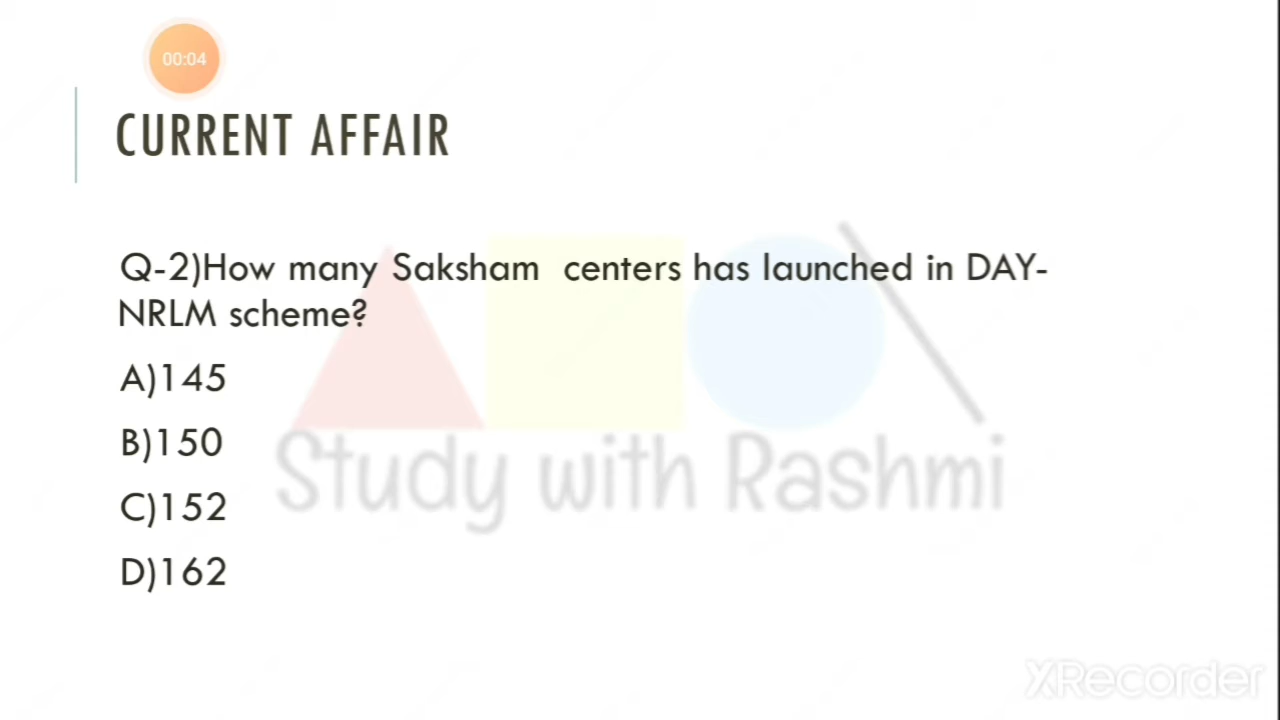 00:04
CURRENT AFFAIR
Q-2)How many Saksham centers has launched in DAY-
NRLM scheme?
A)145
B)150
C)152
D)162
Study with Rashmi
XRecorder